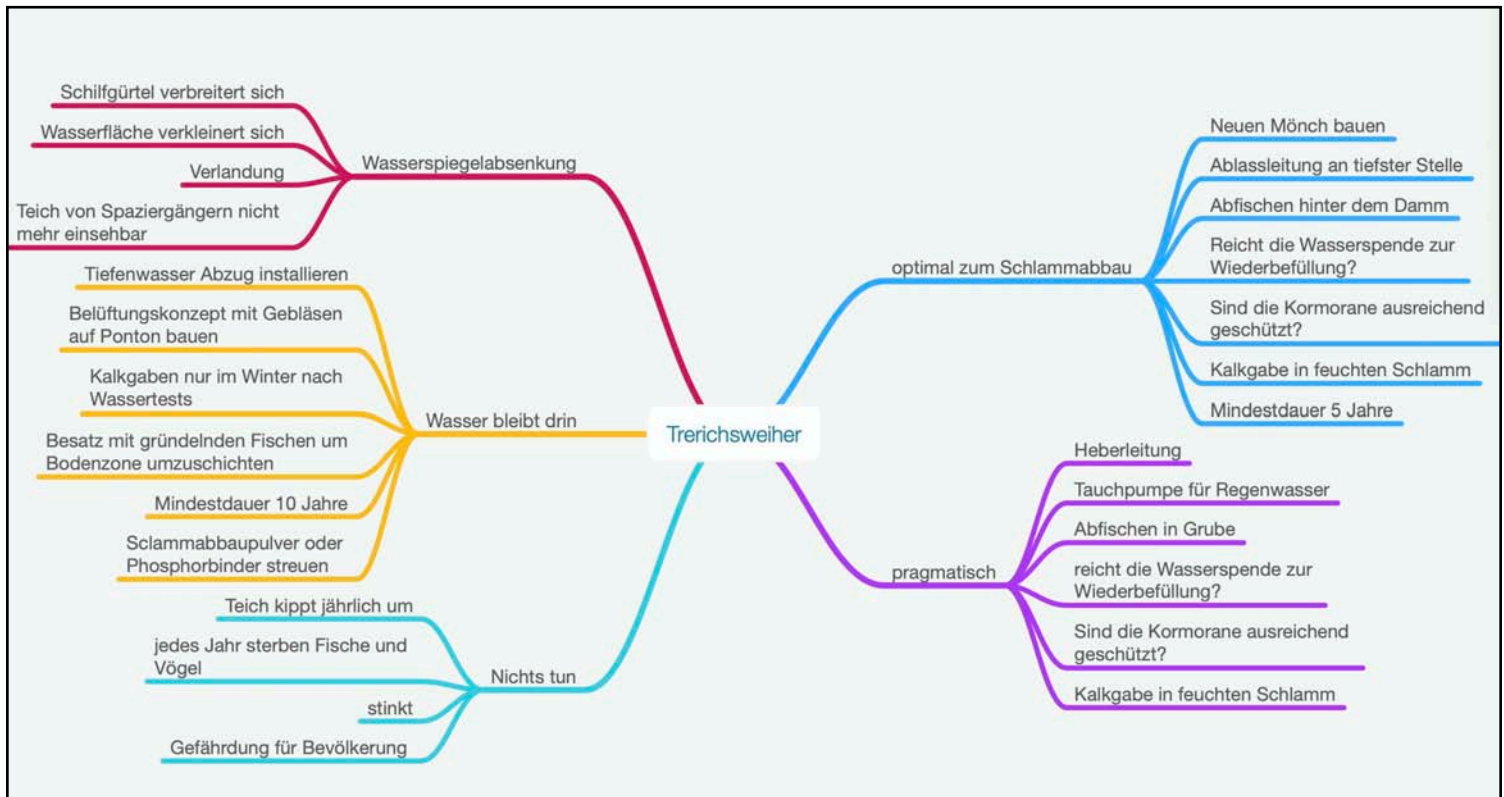 Schilfgürtel verbreitert sich
Wasserfläche verkleinert sich
Verlandung
Teich von Spaziergängern nicht
mehr einsehbar
Wasserspiegelabsenkung
Tiefenwasser Abzug installieren
Belüftungskonzept mit Gebläsen
auf Ponton bauen
Kalkgaben nur im Winter nach
Wassertests
Besatz mit gründelnden Fischen um
Bodenzone umzuschichten
Mindestdauer 10 Jahre
Sclammabbaupulver oder
Phosphorbinder streuen
Wasser bleibt drin
Teich kippt jährlich um
jedes Jahr sterben Fische und
Vögel
stinkt
Gefährdung für Bevölkerung
Nichts tun
Trerichsweiher
optimal zum Schlammabbau
Neuen Mönch bauen
Ablassleitung an tiefster Stelle
Abfischen hinter dem Damm
Reicht die Wasserspende zur
Wiederbefüllung?
Sind die Kormorane ausreichend
geschützt?
Kalkgabe in feuchten Schlamm
Mindestdauer 5 Jahre
pragmatisch
Heberleitung
Tauchpumpe für Regenwasser
Abfischen in Grube
reicht die Wasserspende zur
Wiederbefüllung?
Sind die Kormorane ausreichend
geschützt?
Kalkgabe in feuchten Schlamm